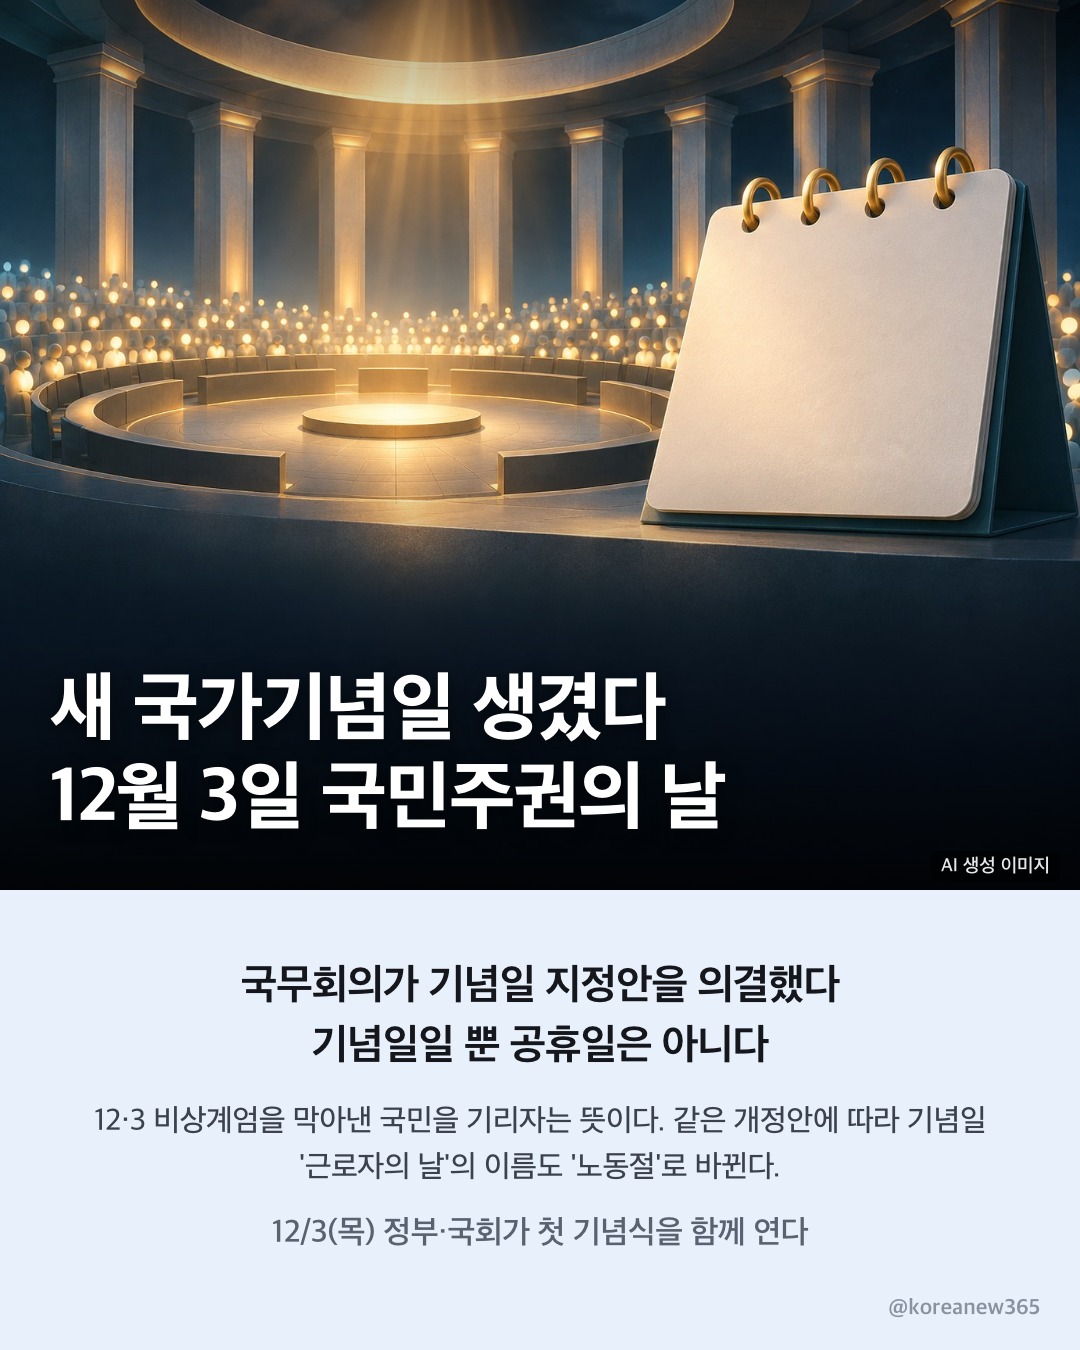 새 국가기념일 생겼다
12월 3일 국민주권의 날
AI 생성 이미지
국무회의가 기념일 지정안을 의결했다
기념일일 뿐 공휴일은 아니다
12·3 비상계엄을 막아낸 국민을 기리자는 뜻이다. 같은 개정안에 따라 기념일
'근로자의 날'의 이름도 '노동절'로 바뀐다.
12/3(목) 정부·국회가 첫 기념식을 함께 연다
@koreanew365